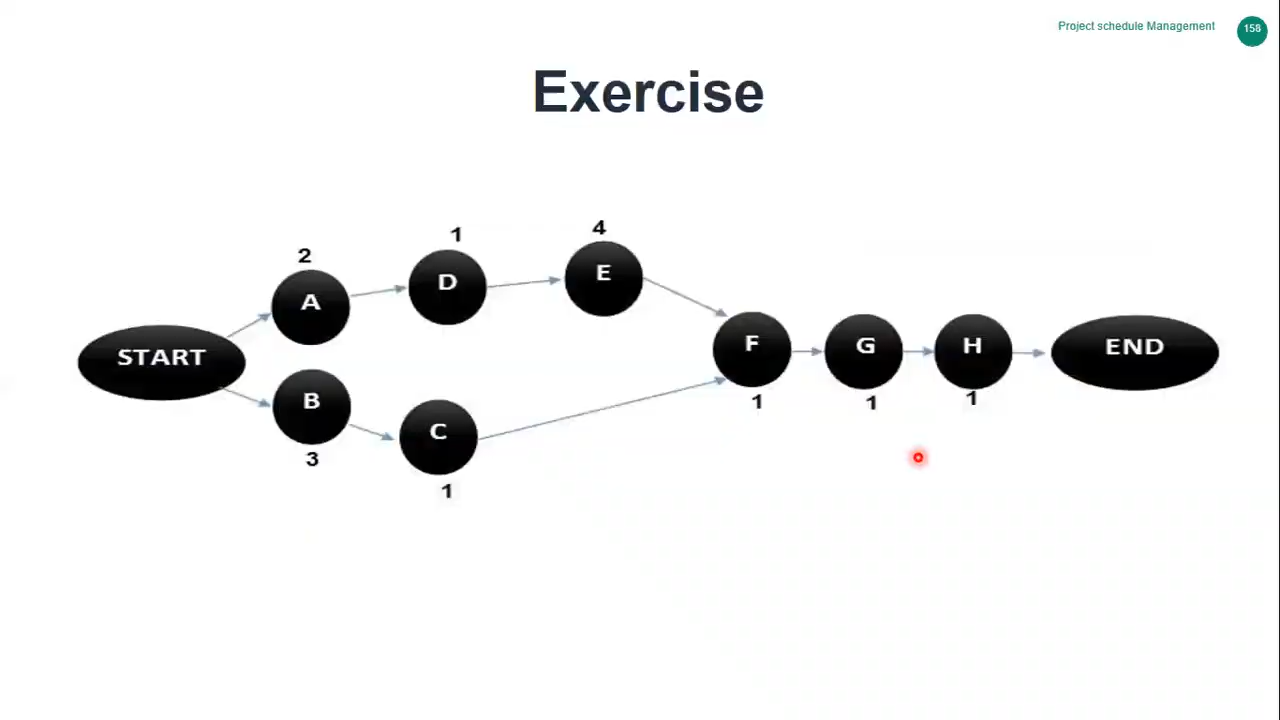 Project schedule Management
158
Exercise
2
1
4
A
D
E
START
B
C
F
G
H
END
3
1
1
1
1